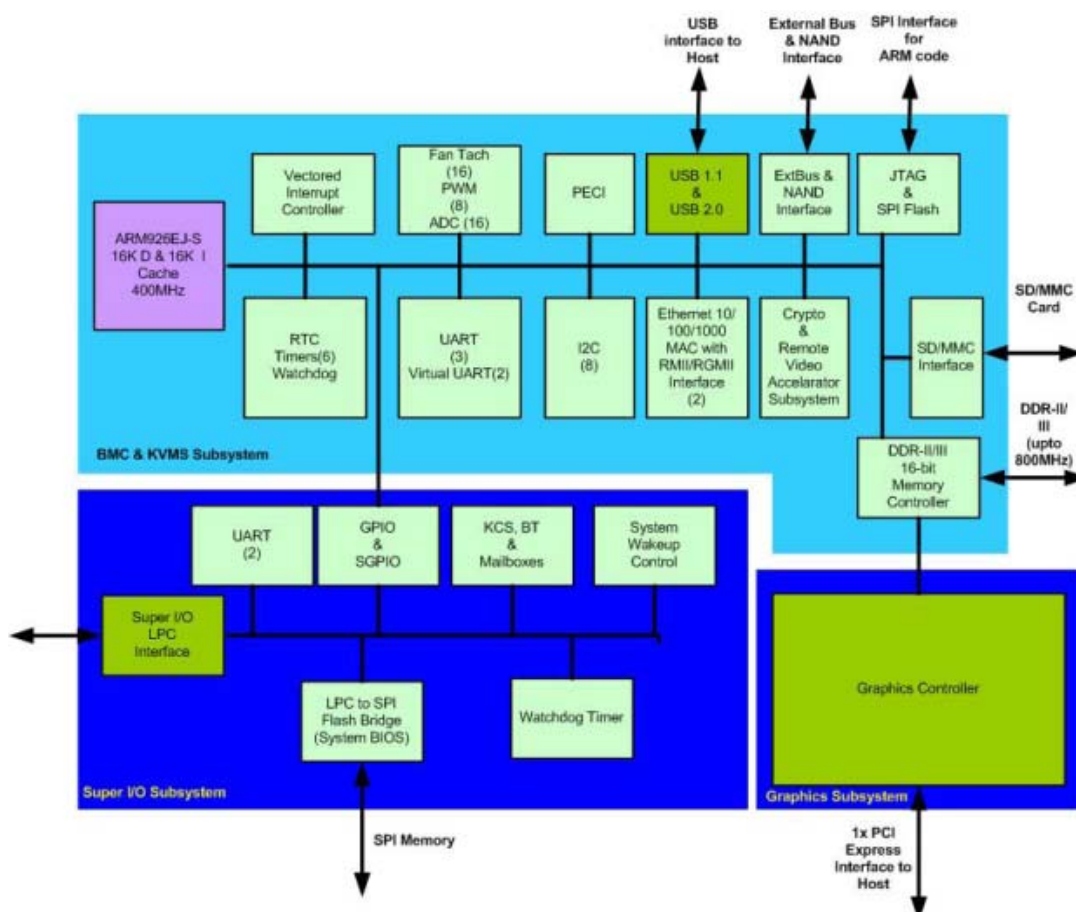 USB
interface to
Host
External Bus
& NAND
Interface
SPI Interface
for
ARM code
Vectored
Interrupt
Controller
Fan Tach
(16)
PWM
(8)
ADC (16)
PECI
USB 1.1
&
USB 2.0
ExtBus &
NAND
Interface
JTAG
&
SPI Flash
ARM926EJ-S
16K D & 16K I
Cache
400MHz
RTC
Timers(6)
Watchdog
UART
(3)
Virtual UART(2)
I2C
(8)
Ethernet 10/
100/1000
MAC with
RMII/RGMII
Interface
(2)
Crypto
&
Remote
Video
Accelarator
Subsystem
SD/MMC
Interface
SD/MMC
Card
DDR-II/
III
(upto
800MHz)
BMC & KVMS Subsystem
DDR-II/III
16-bit
Memory
Controller
UART
(2)
GPIO
&
SGPIO
KCS, BT
&
Mailboxes
System
Wakeup
Control
Super I/O
LPC
Interface
LPC to SPI
Flash Bridge
(System BIOS)
Watchdog Timer
Graphics Controller
Super I/O Subsystem
Graphics Subsystem
SPI Memory
1x PCI
Express
Interface to
Host